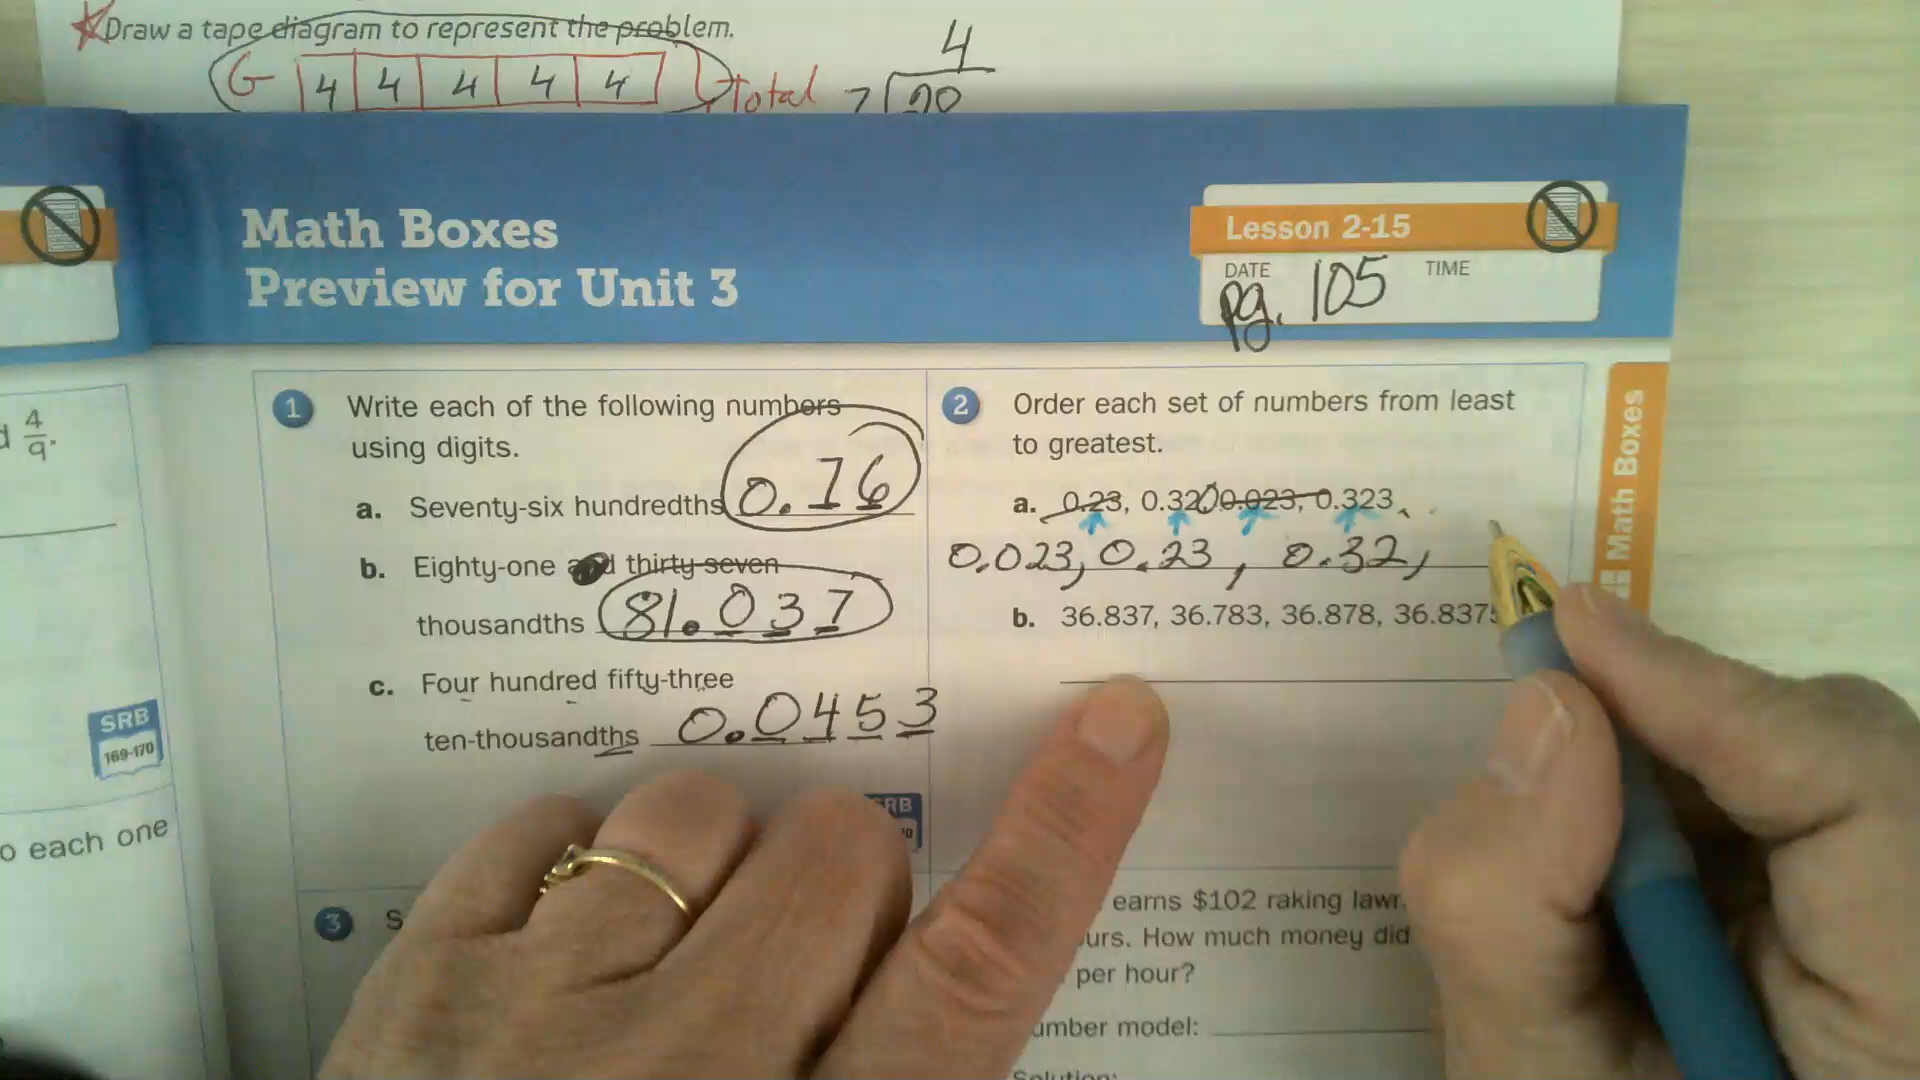 Draw a tape diagram to represent the problem.
G 4 4 4 4 4 Total
4
20
Math Boxes
Preview for Unit 3
Lesson 2-15
DATE TIME
pg. 105
4
9.
SRB
169-170
o each one
1 Write each of the following numbers
using digits.
a. Seventy-six hundredths 0.76
b. Eighty-one and thirty-seven
thousandths 81.037
c. Four hundred fifty-three
ten-thousandths 0.0453
RB
3 S
2 Order each set of numbers from least
to greatest.
a. 0.23, 0.32, 0.023, 0.323
0.023, 0.23, 0.32,
b. 36.837, 36.783, 36.878, 36.8375
earns $102 raking
urs. How much money did
per hour?
umber model:
Solution:
Math Boxes